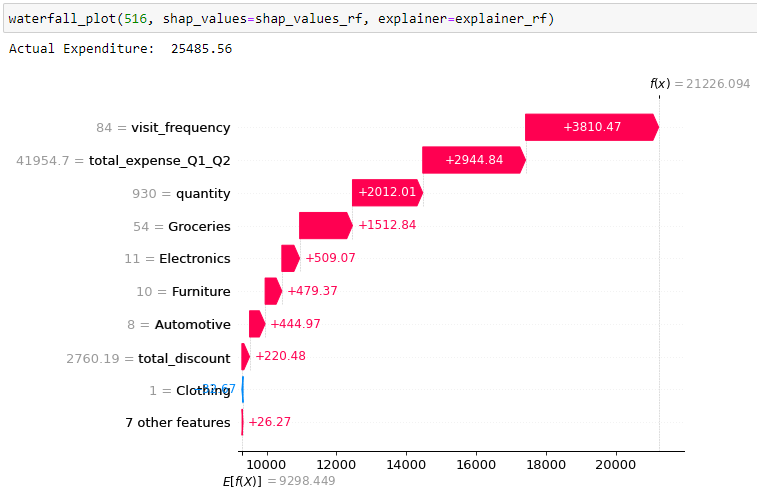 waterfall_plot(516, shap_values=shap_values_rf, explainer=explainer_rf)
Actual Expenditure:  25485.56
f(x) = 21226.094
84 = visit_frequency +3810.47
41954.7 = total_expense_Q1_Q2 +2944.84
930 = quantity +2012.01
54 = Groceries +1512.84
11 = Electronics +509.07
10 = Furniture +479.37
8 = Automotive +444.97
2760.19 = total_discount +220.48
1 = Clothing
7 other features +26.27
10000 12000 14000 16000 18000 20000
E[f(X)] = 9298.449